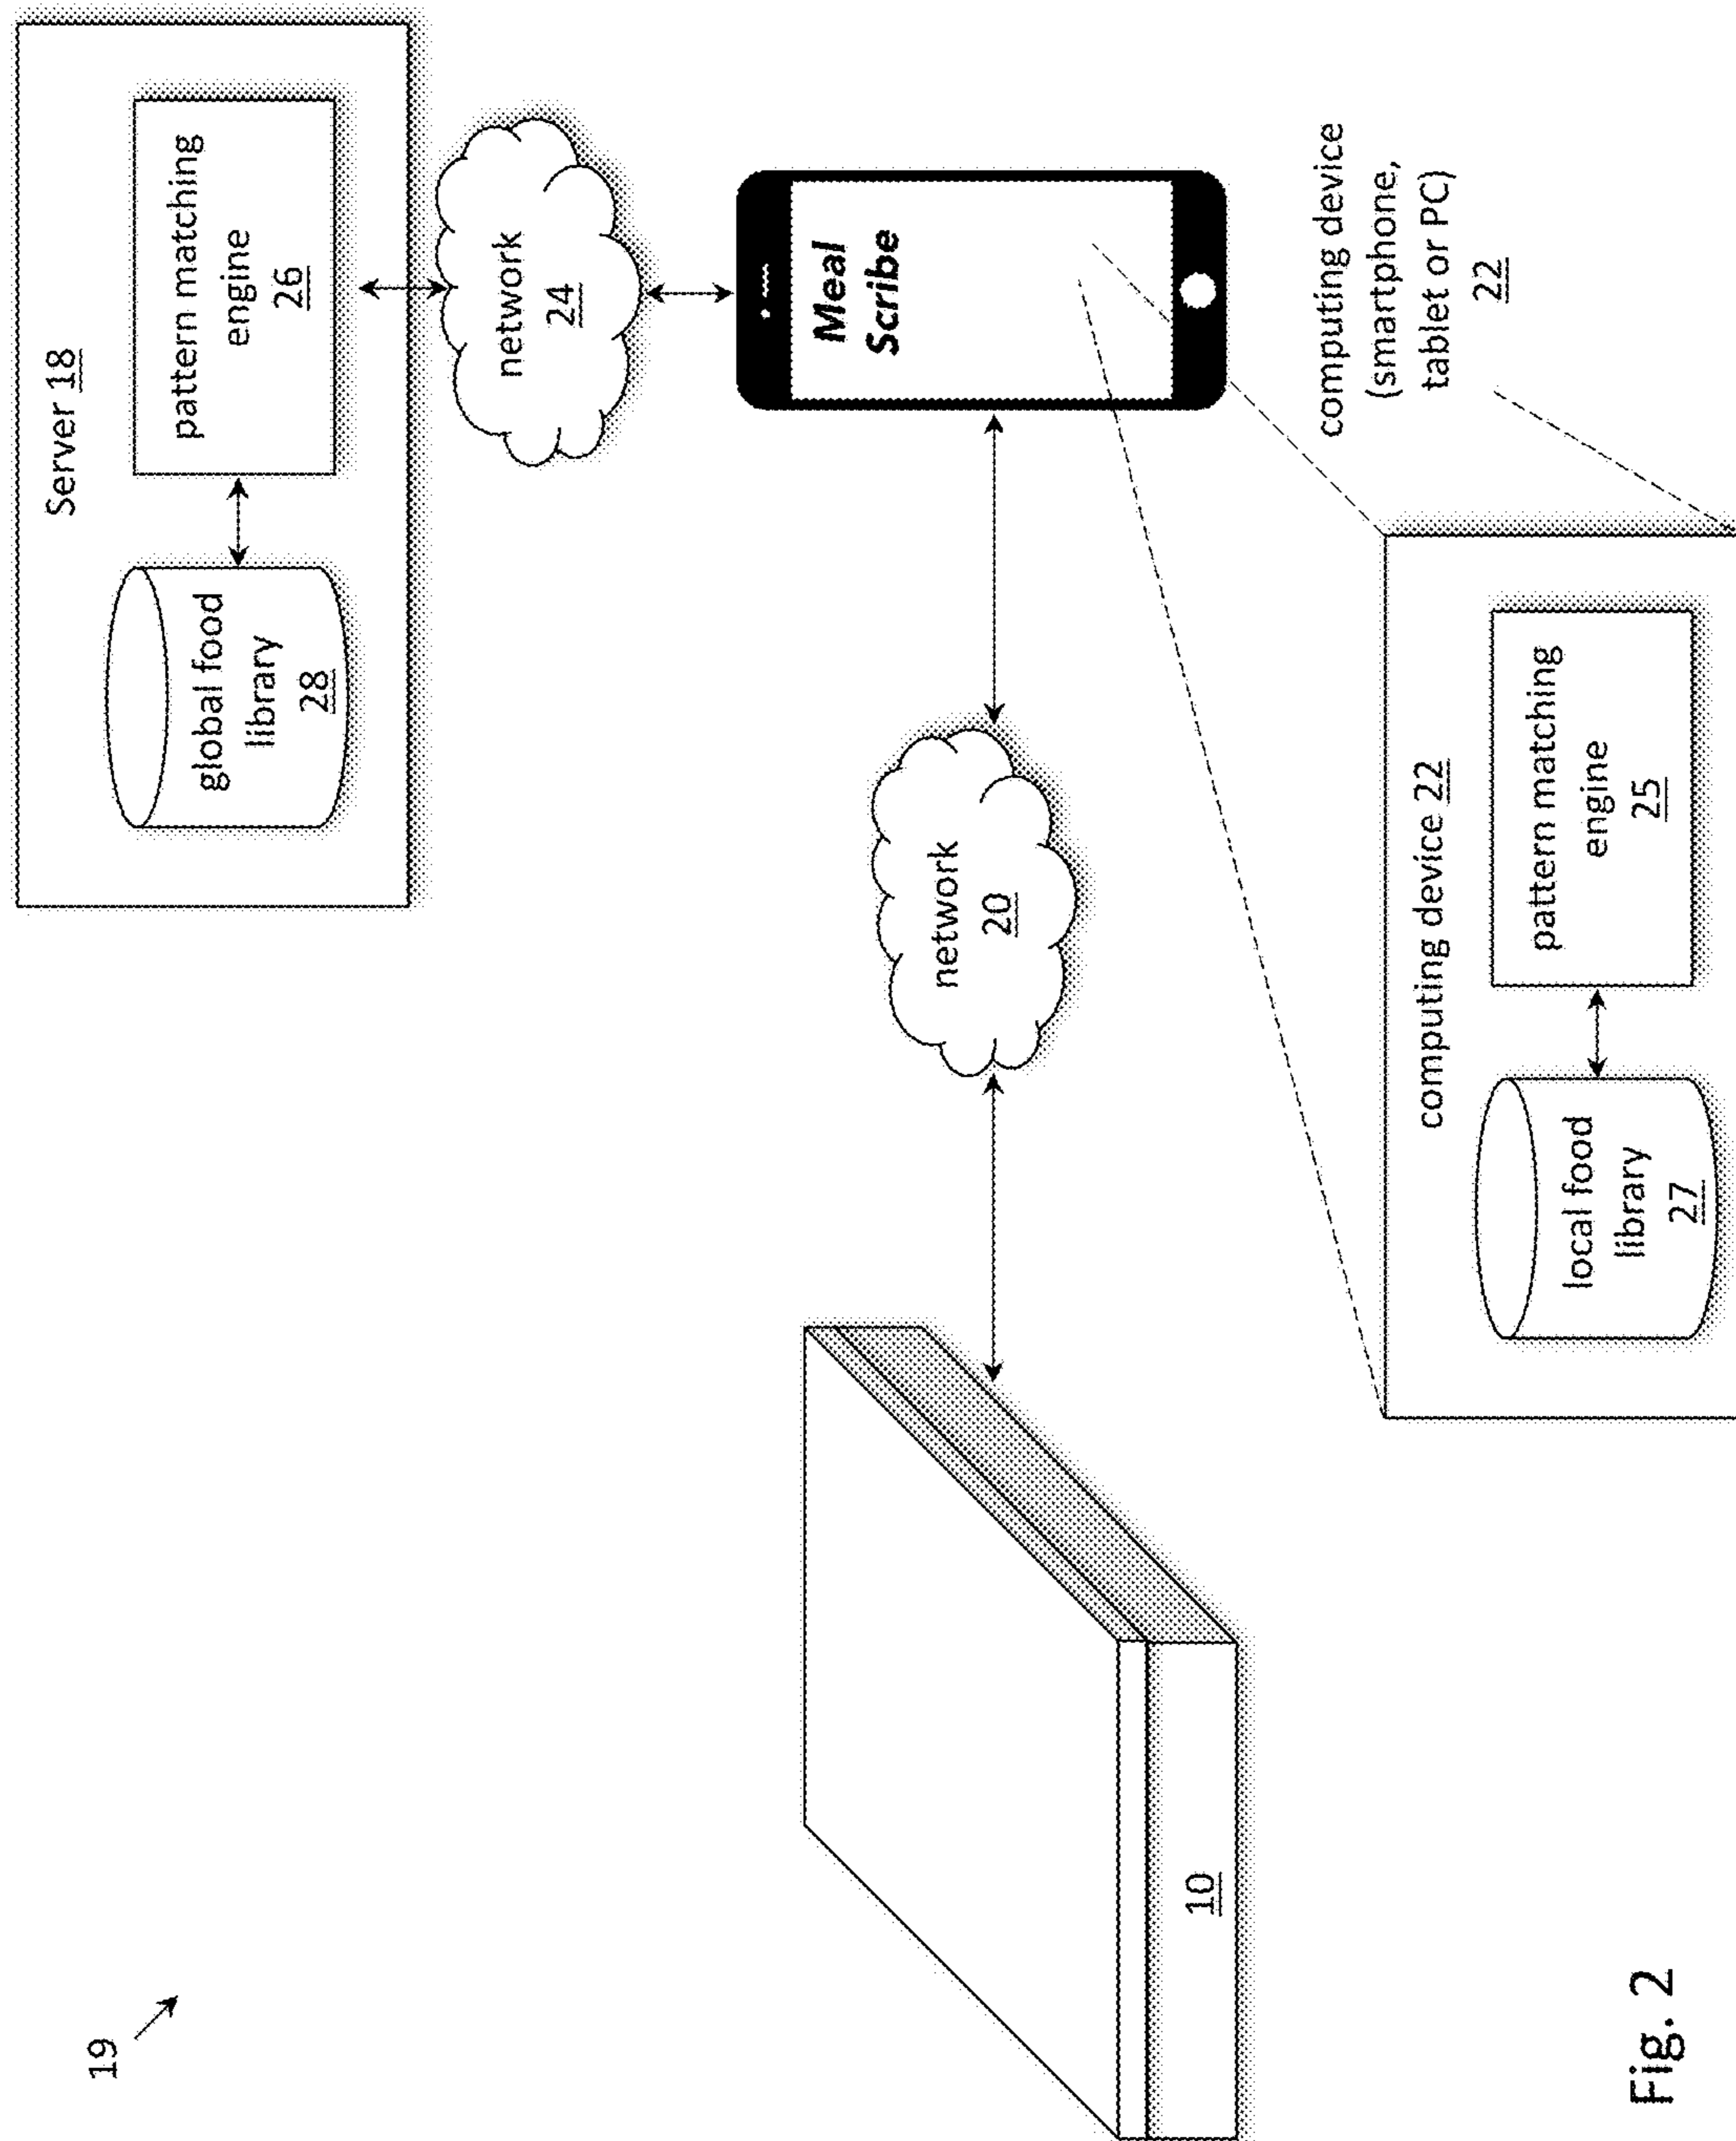 19
Server 18
global food
library
28
pattern matching
engine
26
network
24
network
20
Meal
Scribe
10
computing device
(smartphone,
tablet or PC)
22
computing device 22
local food
library
27
pattern matching
engine
25
Fig. 2